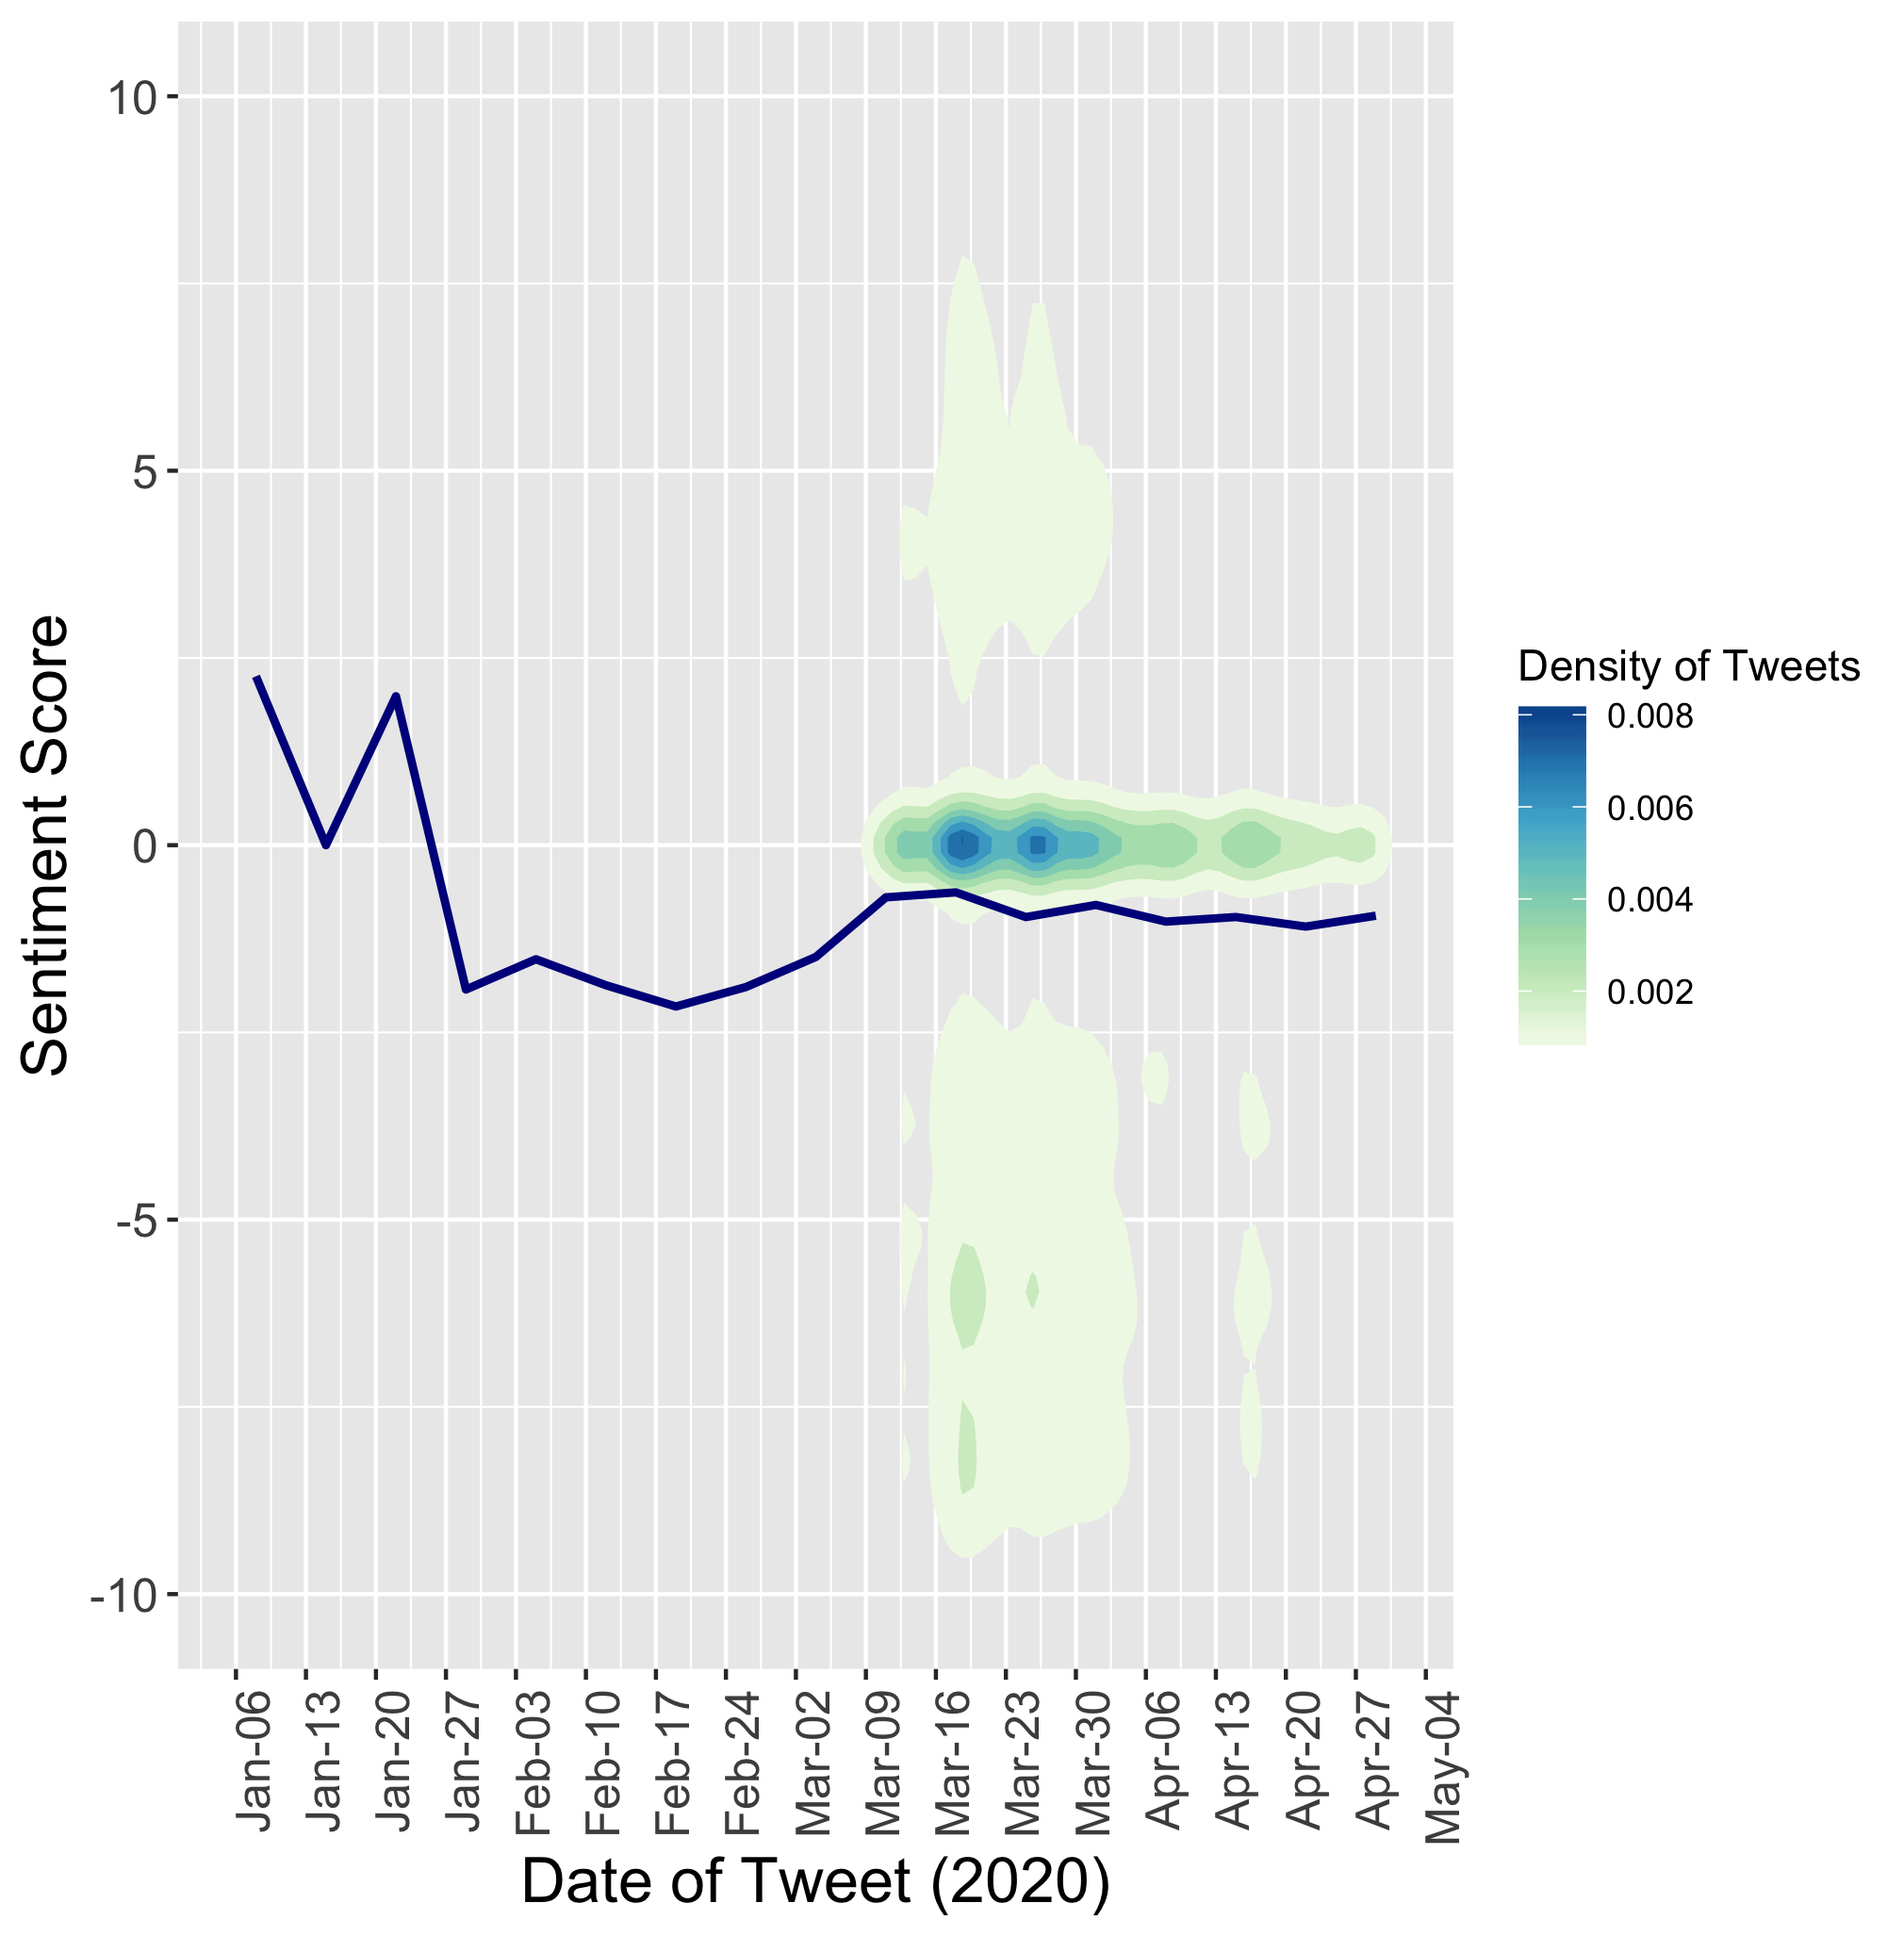 10
5
0
-5
-10
Sentiment Score
Jan-06
Jan-13
Jan-20
Jan-27
Feb-03
Feb-10
Feb-17
Feb-24
Mar-02
Mar-09
Mar-16
Mar-23
Mar-30
Apr-06
Apr-13
Apr-20
Apr-27
May-04
Date of Tweet (2020)
Density of Tweets
0.008
0.006
0.004
0.002